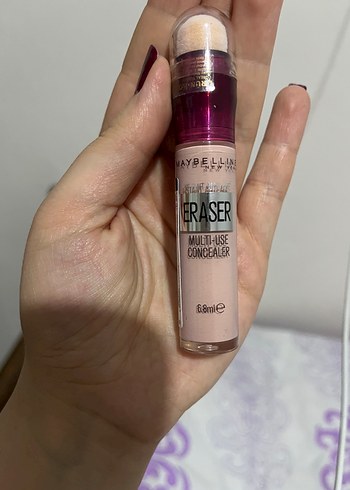 MAYBELLINE
NEW YORK
ERASER
MULTI-USE
CONCEALER
6.8ml e